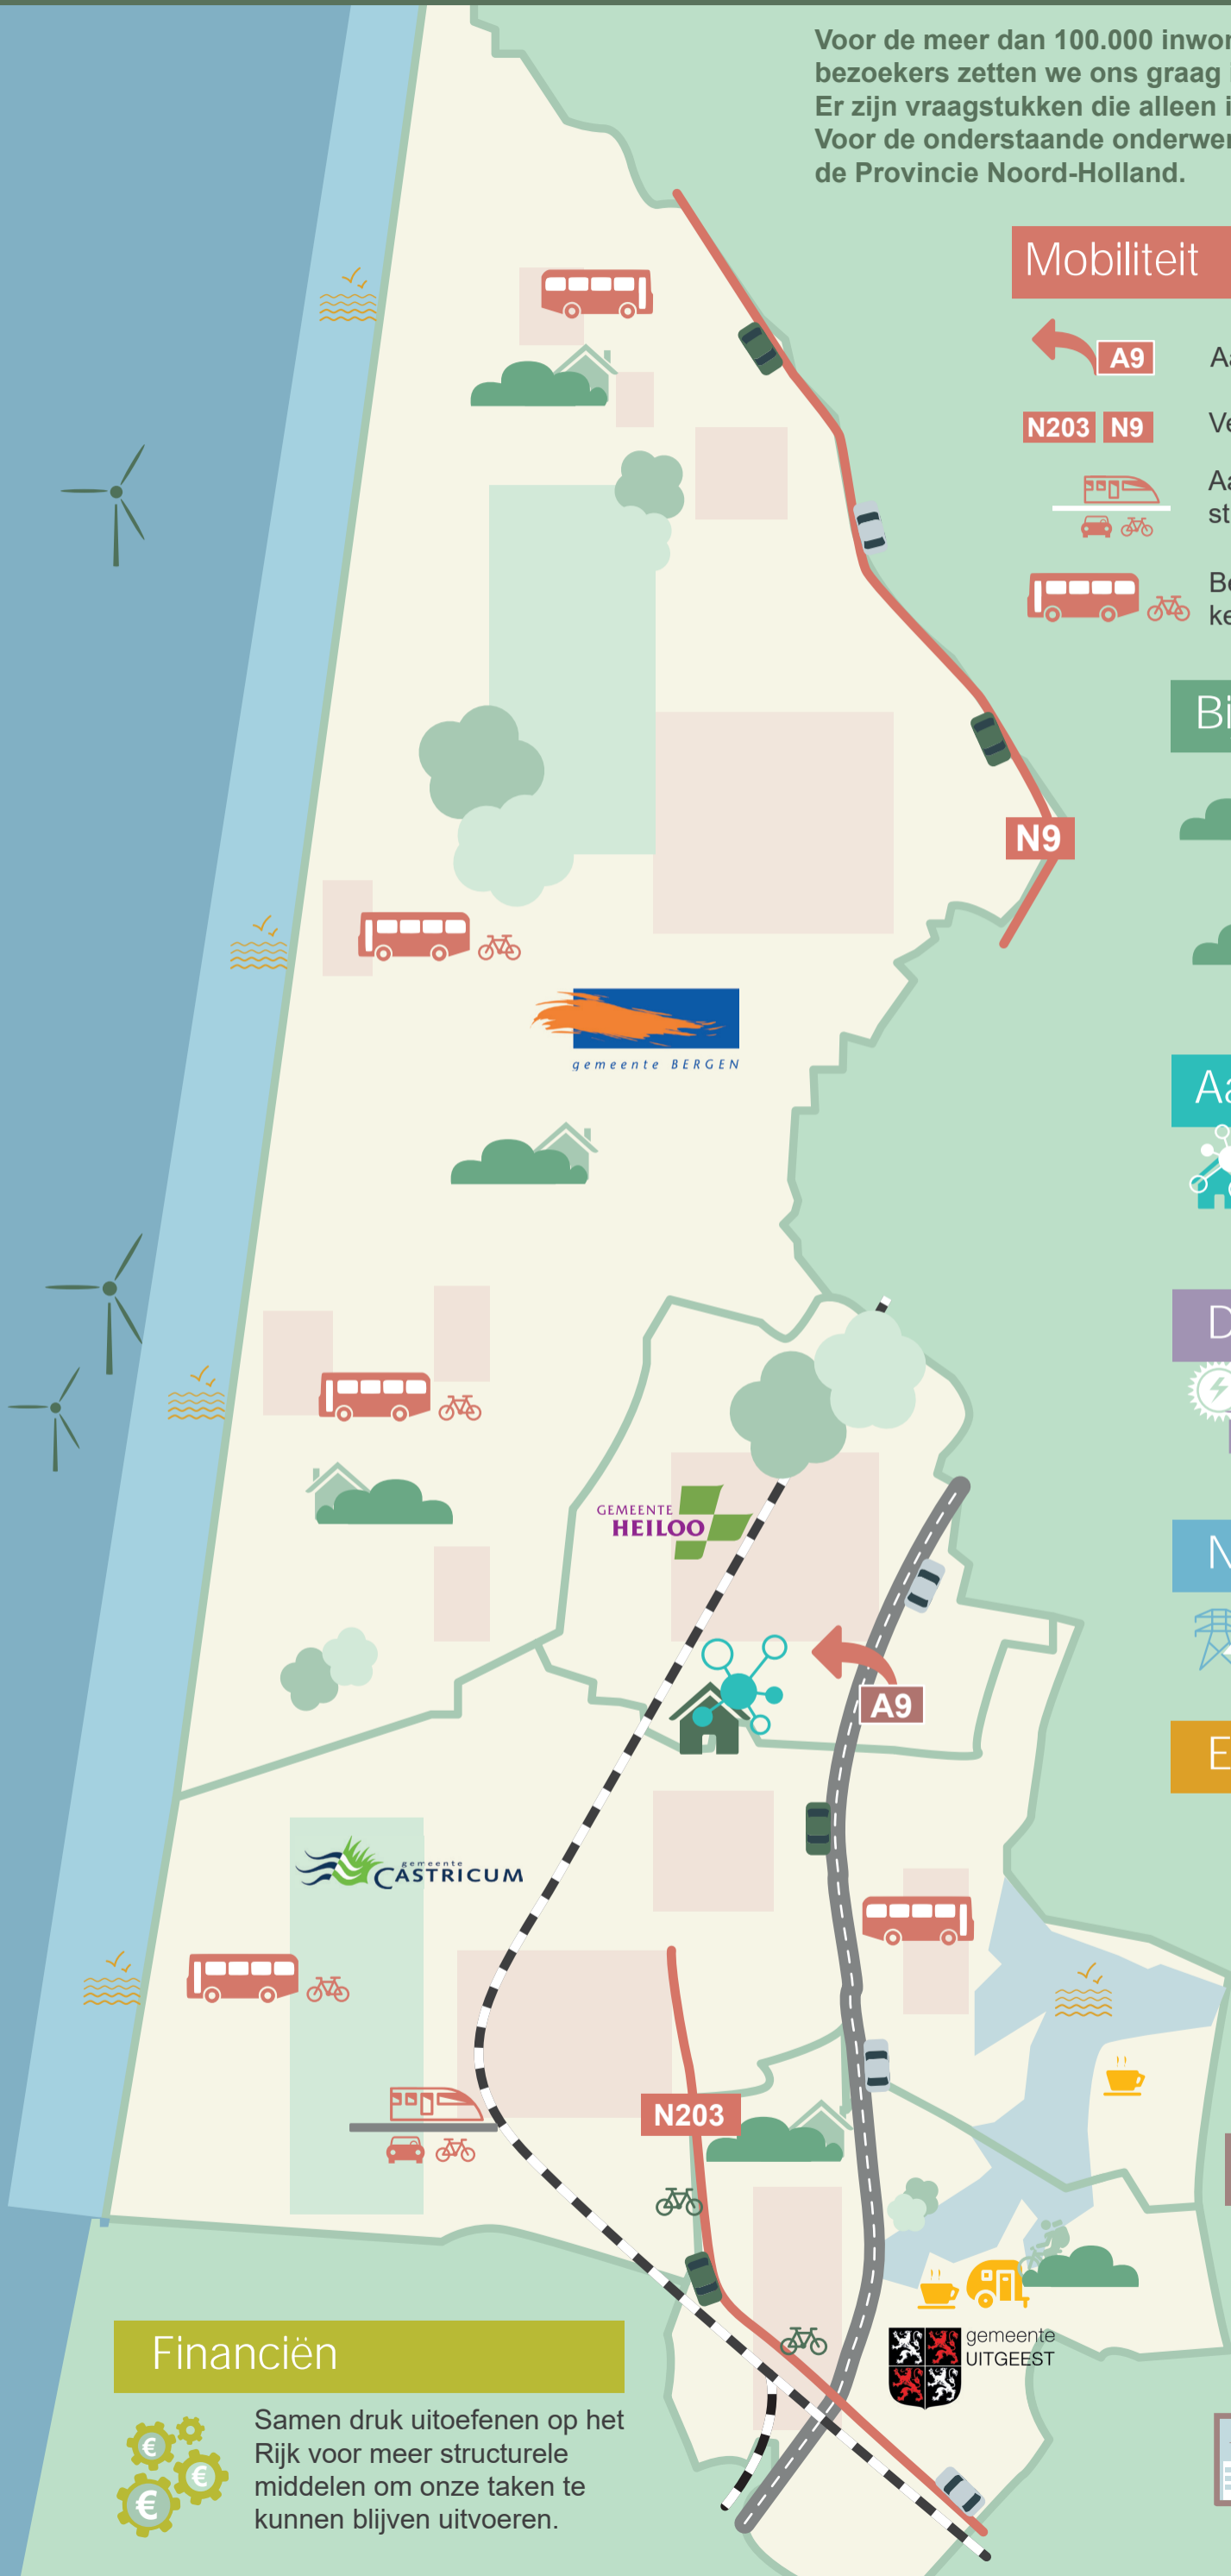 Voor de meer dan 100.000
bezoekers zetten we ons graag
Er zijn vraagstukken die alleen
Voor de onderstaande
de Provincie Noord-Holland.
Mobiliteit
A9
N203 N9
N9
gemeente BERGEN
GEMEENTE
HEILOO
A9
gemeente
CASTRICUM
N203
gemeente
UITGEEST
Financiën
Samen druk uitoefenen op het
Rijk voor meer structurele
middelen om onze taken te
kunnen blijven uitvoeren.
€
€
€